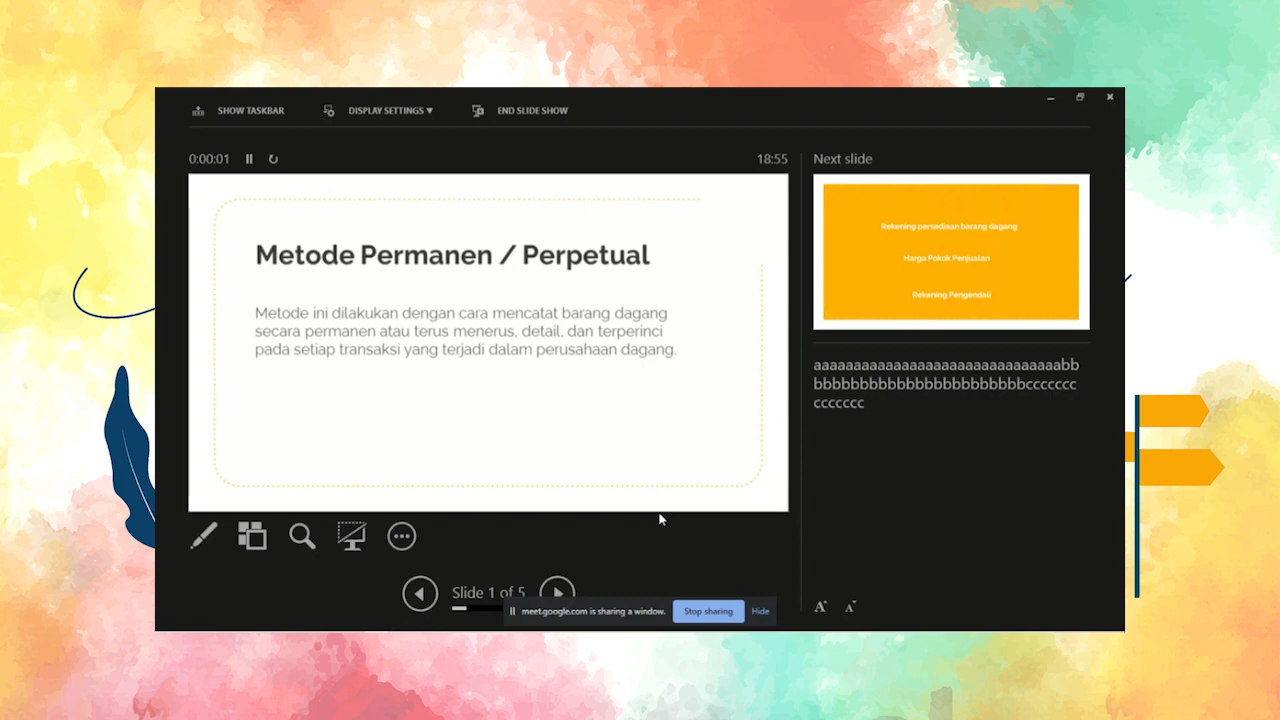 SHOW TASKBAR
DISPLAY SETTINGS ▼
END SLIDE SHOW
0:00:01
18:55
Next slide
Metode Permanen / Perpetual
Metode ini dilakukan dengan cara mencatat barang dagang
secara permanen atau terus menerus, detail, dan terperinci
pada setiap transaksi yang terjadi dalam perusahaan dagang.
Rekening persediaan barang dagang
Harga Pokok Penjualan
Rekening Pengendali
aaaaaaaaaaaaaaaaaaaaaaaaaaaaaaabb
bbbbbbbbbbbbbbbbbbbbbbbccccccc
ccccccc
Slide 1 of 5
meet.google.com is sharing a window.
Stop sharing
Hide
A
A